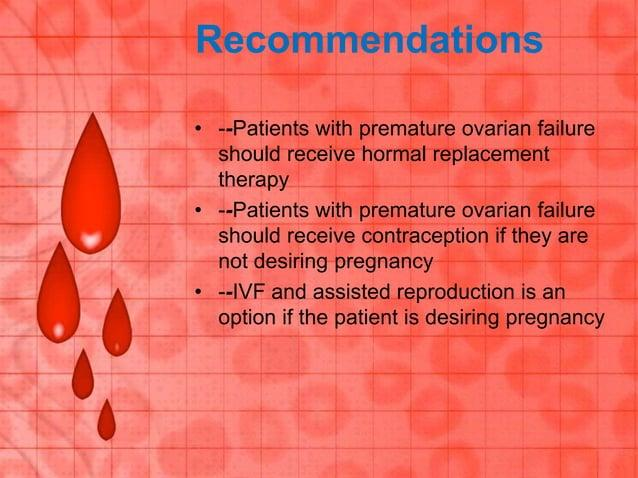 Recommendations
• --Patients with premature ovarian failure
should receive hormal replacement
therapy
• --Patients with premature ovarian failure
should receive contraception if they are
not desiring pregnancy
• --IVF and assisted reproduction is an
option if the patient is desiring pregnancy